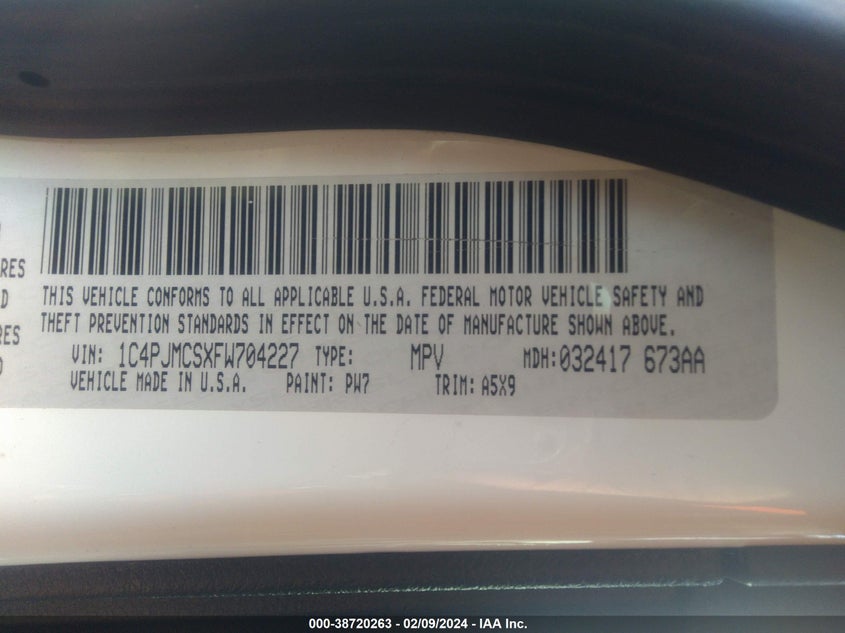 RES
THIS VEHICLE CONFORMS TO ALL APPLICABLE U.S.A. FEDERAL MOTOR VEHICLE SAFETY AND
D
THEFT PREVENTION STANDARDS IN EFFECT ON THE DATE OF MANUFACTURE SHOWN ABOVE.
RES
VIN: 1C4PJMCSXFW704227 TYPE: MPV MDH:032417 673AA
VEHICLE MADE IN U.S.A. PAINT: PW7 TRIM: A5X9
000-38720263 - 02/09/2024 - IAA Inc.